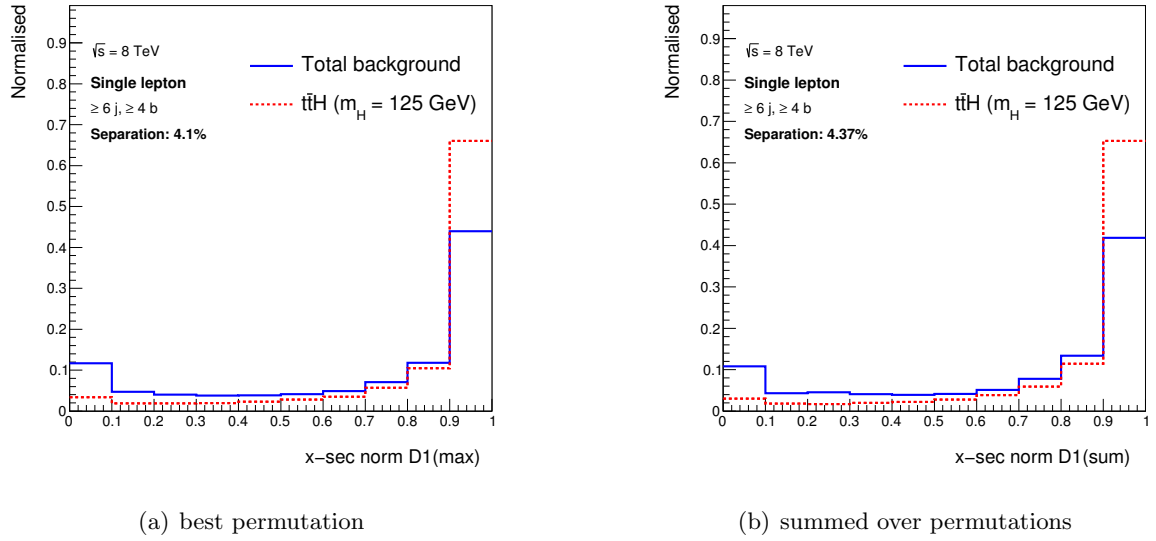 Normalised
0.9
0.8
0.7
0.6
0.5
0.4
0.3
0.2
0.1
0
√s = 8 TeV
Single lepton
≥ 6 j, ≥ 4 b
Separation: 4.1%
Total background
tt̄H (m_H = 125 GeV)
0 0.1 0.2 0.3 0.4 0.5 0.6 0.7 0.8 0.9 1
x−sec norm D1(max)
(a) best permutation
Normalised
0.9
0.8
0.7
0.6
0.5
0.4
0.3
0.2
0.1
0
√s = 8 TeV
Single lepton
≥ 6 j, ≥ 4 b
Separation: 4.37%
Total background
tt̄H (m_H = 125 GeV)
0 0.1 0.2 0.3 0.4 0.5 0.6 0.7 0.8 0.9 1
x−sec norm D1(sum)
(b) summed over permutations